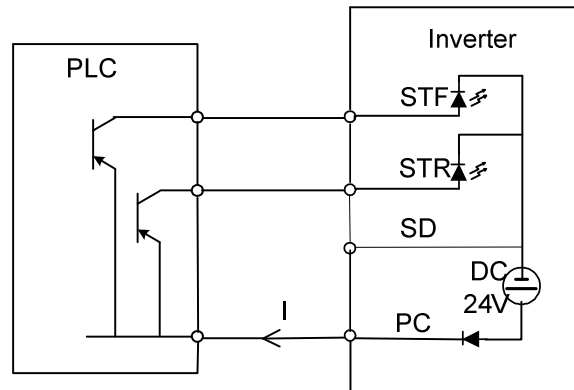 Inverter
PLC
STF
STR
SD
DC
24V
I
PC